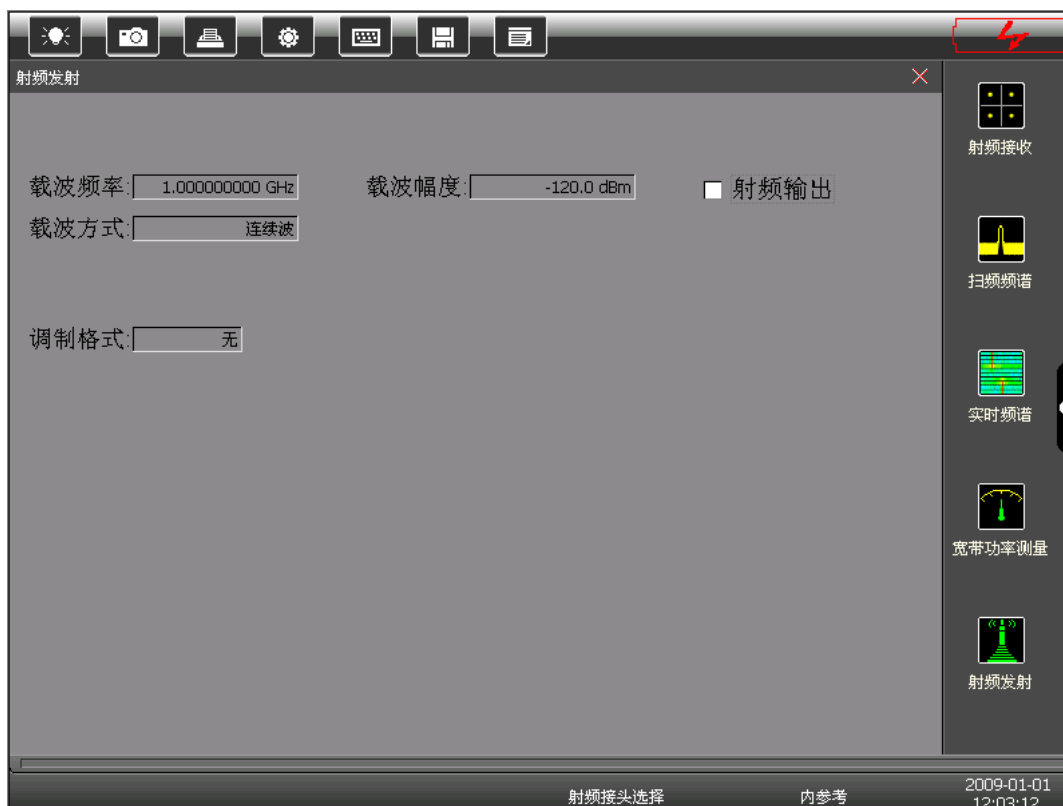 射频发射
载波频率: 1.000000000 GHz
载波幅度: -120.0 dBm
射频输出
载波方式: 连续波
调制格式: 无
射频接收
扫频频谱
实时频谱
宽带功率测量
射频发射
射频接头选择
内参考
2009-01-01
12:03:12